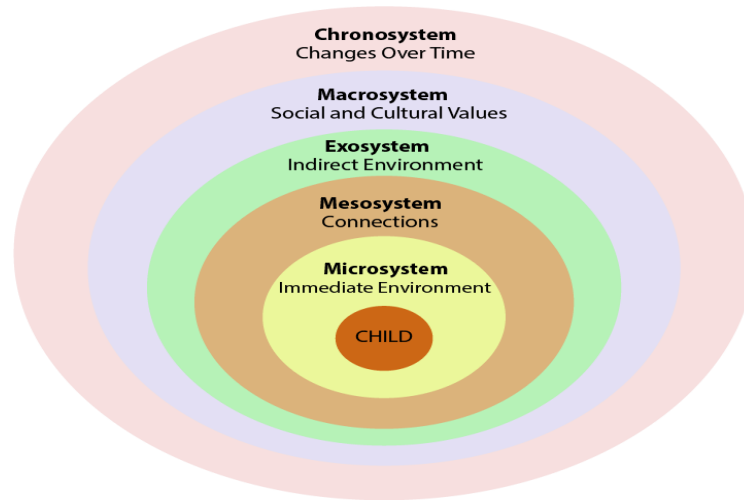 Chronosystem
Changes Over Time
Macrosystem
Social and Cultural Values
Exosystem
Indirect Environment
Mesosystem
Connections
Microsystem
Immediate Environment
CHILD